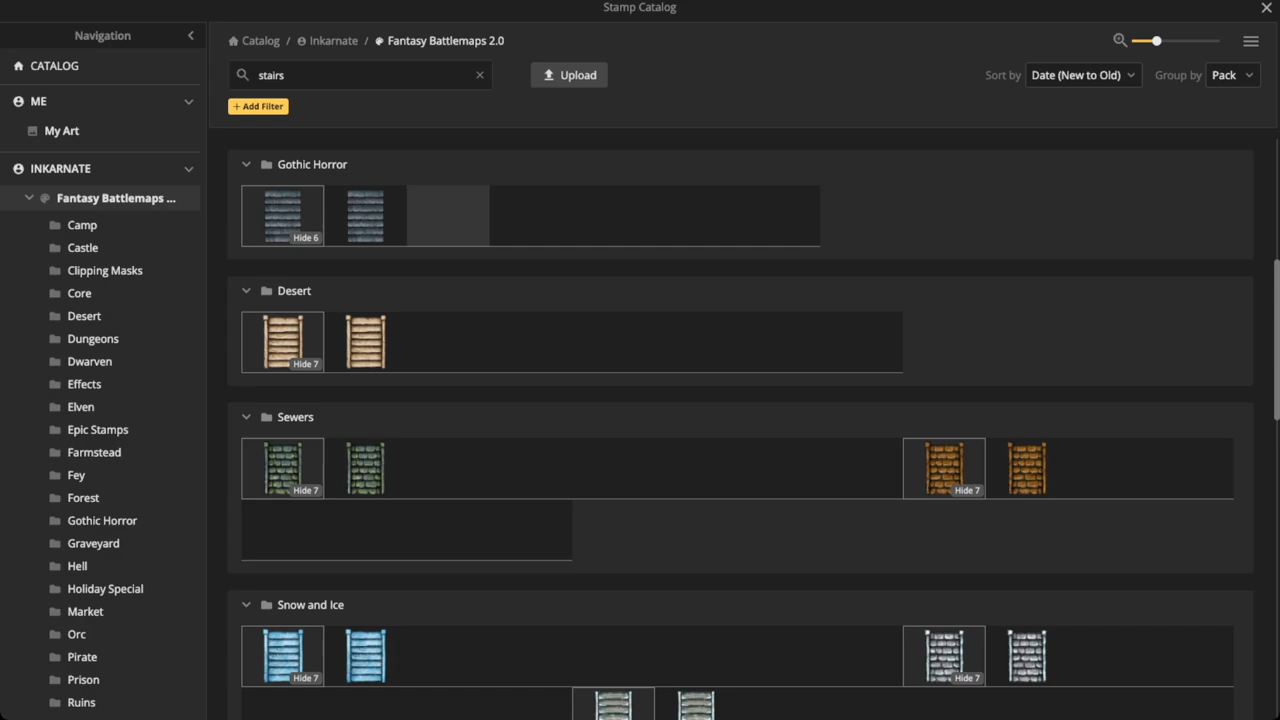 Stamp Catalog
Navigation
CATALOG
ME
My Art
INKARNATE
Fantasy Battlemaps ...
Camp
Castle
Clipping Masks
Core
Desert
Dungeons
Dwarven
Effects
Elven
Epic Stamps
Farmstead
Fey
Forest
Gothic Horror
Graveyard
Hell
Holiday Special
Market
Orc
Pirate
Prison
Ruins
Catalog / Inkarnate / Fantasy Battlemaps 2.0
stairs
Upload
Sort by Date (New to Old) Group by Pack
+ Add Filter
Gothic Horror
Hide 6
Desert
Hide 7
Sewers
Hide 7 Hide 7
Snow and Ice
Hide 7 Hide 7